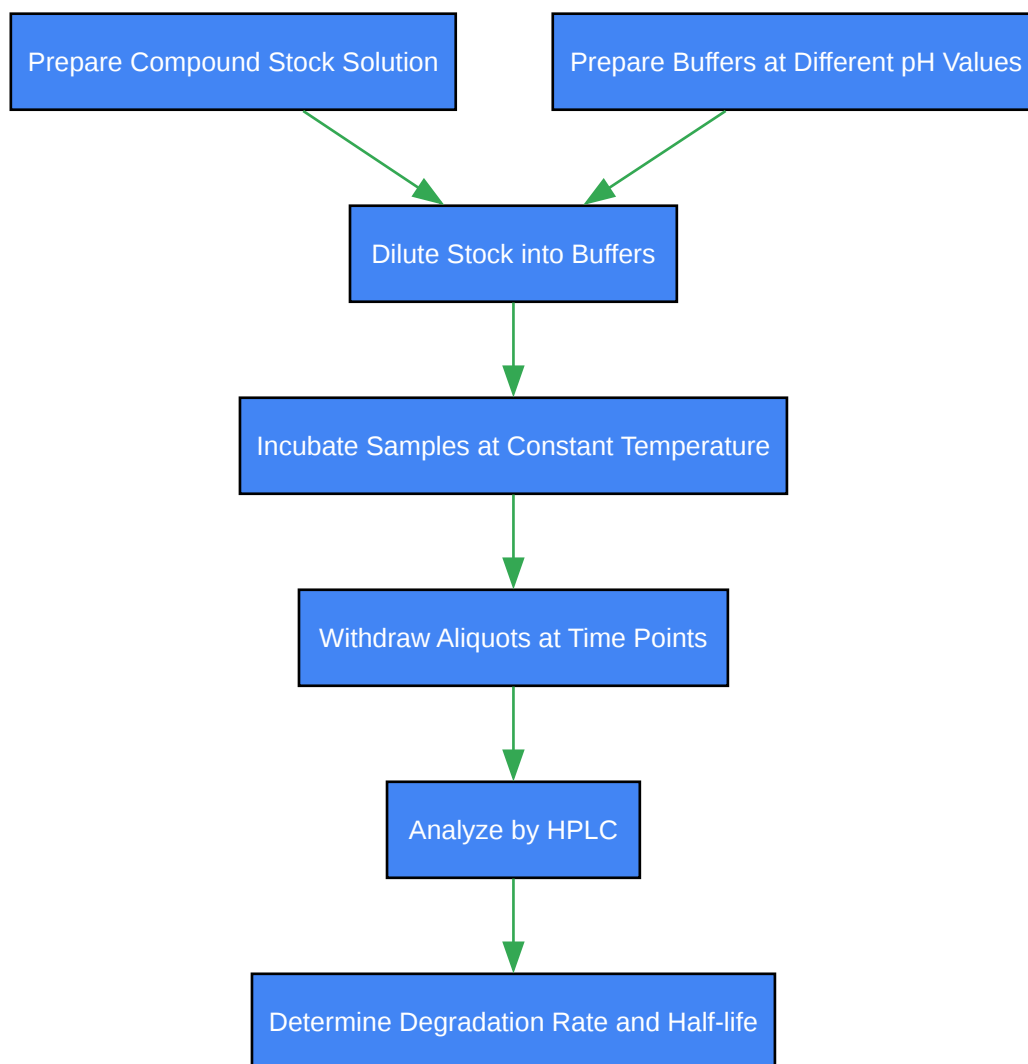 Prepare Compound Stock Solution
Prepare Buffers at Different pH Values
Dilute Stock into Buffers
Incubate Samples at Constant Temperature
Withdraw Aliquots at Time Points
Analyze by HPLC
Determine Degradation Rate and Half-life